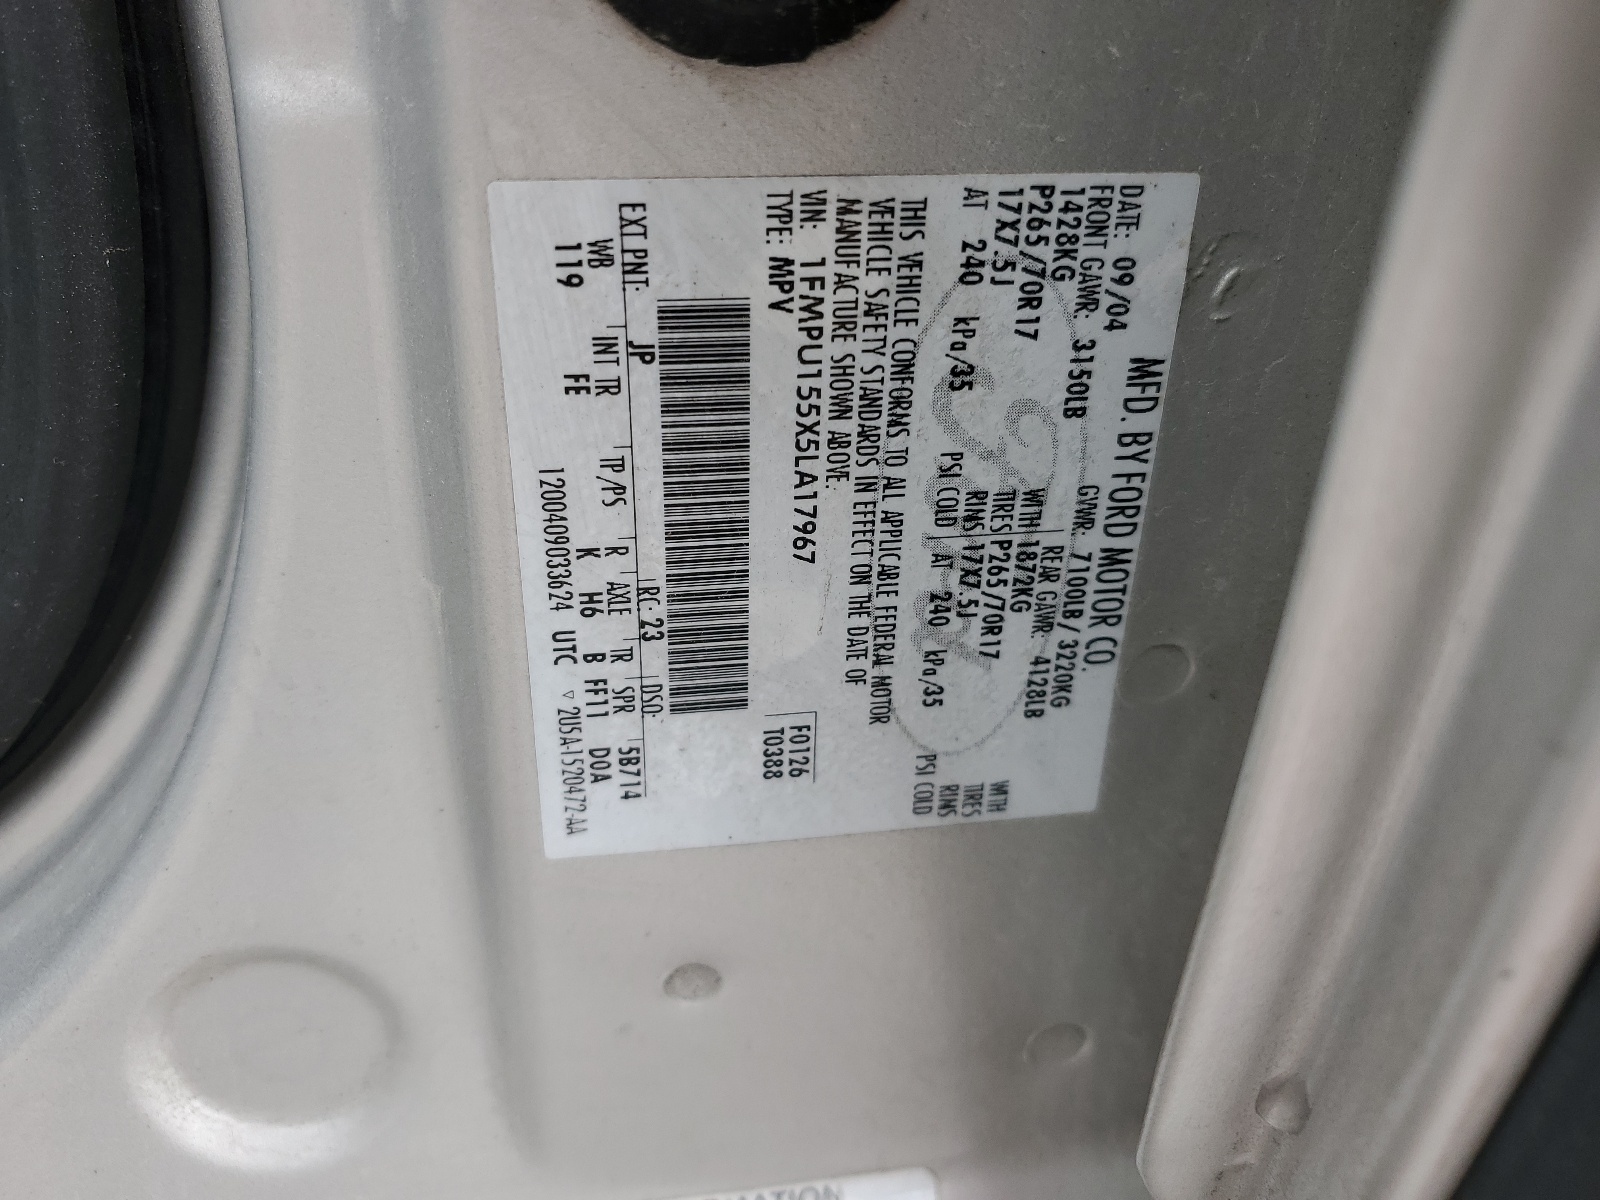 MFD. BY FORD MOTOR CO.
DATE: 09/04 GVWR: 7100LB/3220KG
FRONT GAWR: 3150LB REAR GAWR: 4128LB
1428KG WITH 1872KG WITH
P265/70R17 TIRES P265/70R17 TIRES
17X7.5J RIMS 17X7.5J RIMS
AT 240 kPa/35 PSI COLD AT 240 kPa/35 PSI COLD
THIS VEHICLE CONFORMS TO ALL APPLICABLE FEDERAL MOTOR
VEHICLE SAFETY STANDARDS IN EFFECT ON THE DATE OF
MANUFACTURE SHOWN ABOVE.
VIN: 1FMPU155X5LA17967 F0126
TYPE: MPV T0388
EXT PNT: JP RC: 23 DSO:
WB INT TR TP/PS R AXLE TR SPR 5B714
119 FE K H6 B FF11 D0A
1200409033624 UTC ▽ 2U5A-1520472-AA